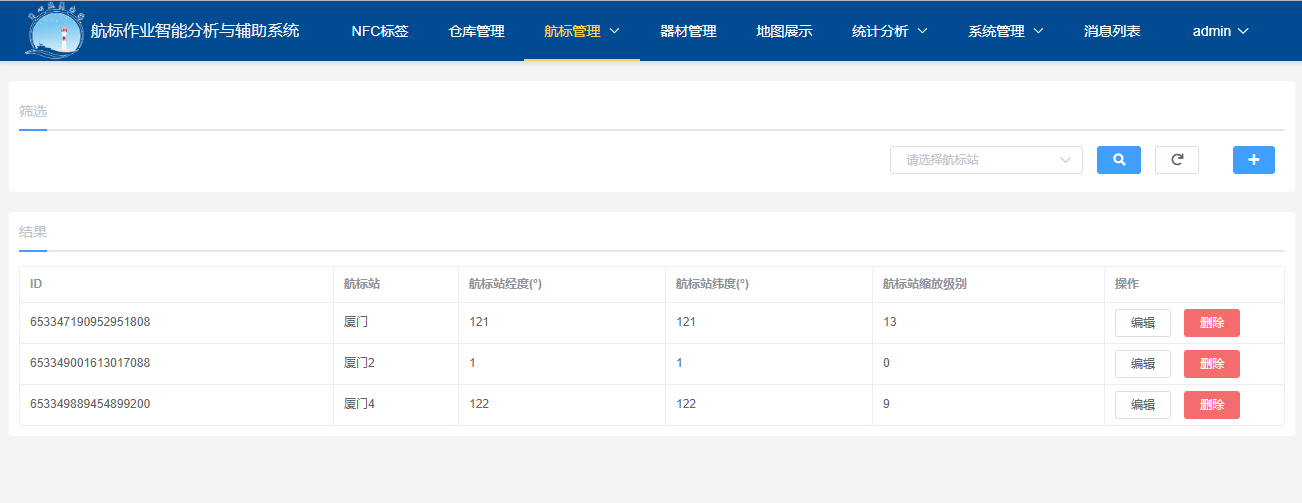 航标作业智能分析与辅助系统 NFC标签 仓库管理 航标管理 器材管理 地图展示 统计分析 系统管理 消息列表 admin
筛选
请选择航标站
结果
ID 航标站 航标站经度(°) 航标站纬度(°) 航标站缩放级别 操作
653347190952951808 厦门 121 121 13 编辑 删除
653349001613017088 厦门2 1 1 0 编辑 删除
653349889454899200 厦门4 122 122 9 编辑 删除